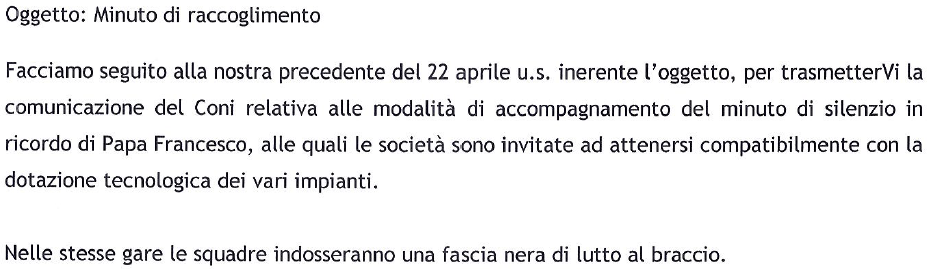 Oggetto: Minuto di raccoglimento
Facciamo seguito alla nostra precedente del 22 aprile u.s. inerente l'oggetto, per trasmetterVi la
comunicazione del Coni relativa alle modalità di accompagnamento del minuto di silenzio in
ricordo di Papa Francesco, alle quali le società sono invitate ad attenersi compatibilmente con la
dotazione tecnologica dei vari impianti.
Nelle stesse gare le squadre indosseranno una fascia nera di lutto al braccio.